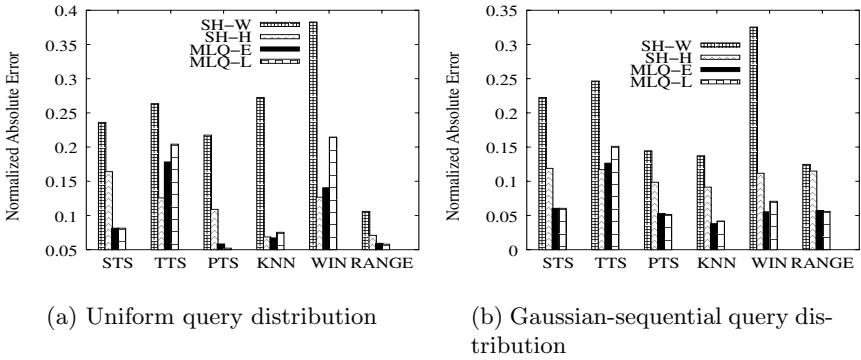 0.4
0.35
0.3
0.25
0.2
0.15
0.1
0.05
Normalized Absolute Error
SH-W
SH-H
MLQ-E
MLQ-L
STS TTS PTS KNN WIN RANGE
(a) Uniform query distribution
0.35
0.3
0.25
0.2
0.15
0.1
0.05
0
Normalized Absolute Error
SH-W
SH-H
MLQ-E
MLQ-L
STS TTS PTS KNN WIN RANGE
(b) Gaussian-sequential query dis-
tribution